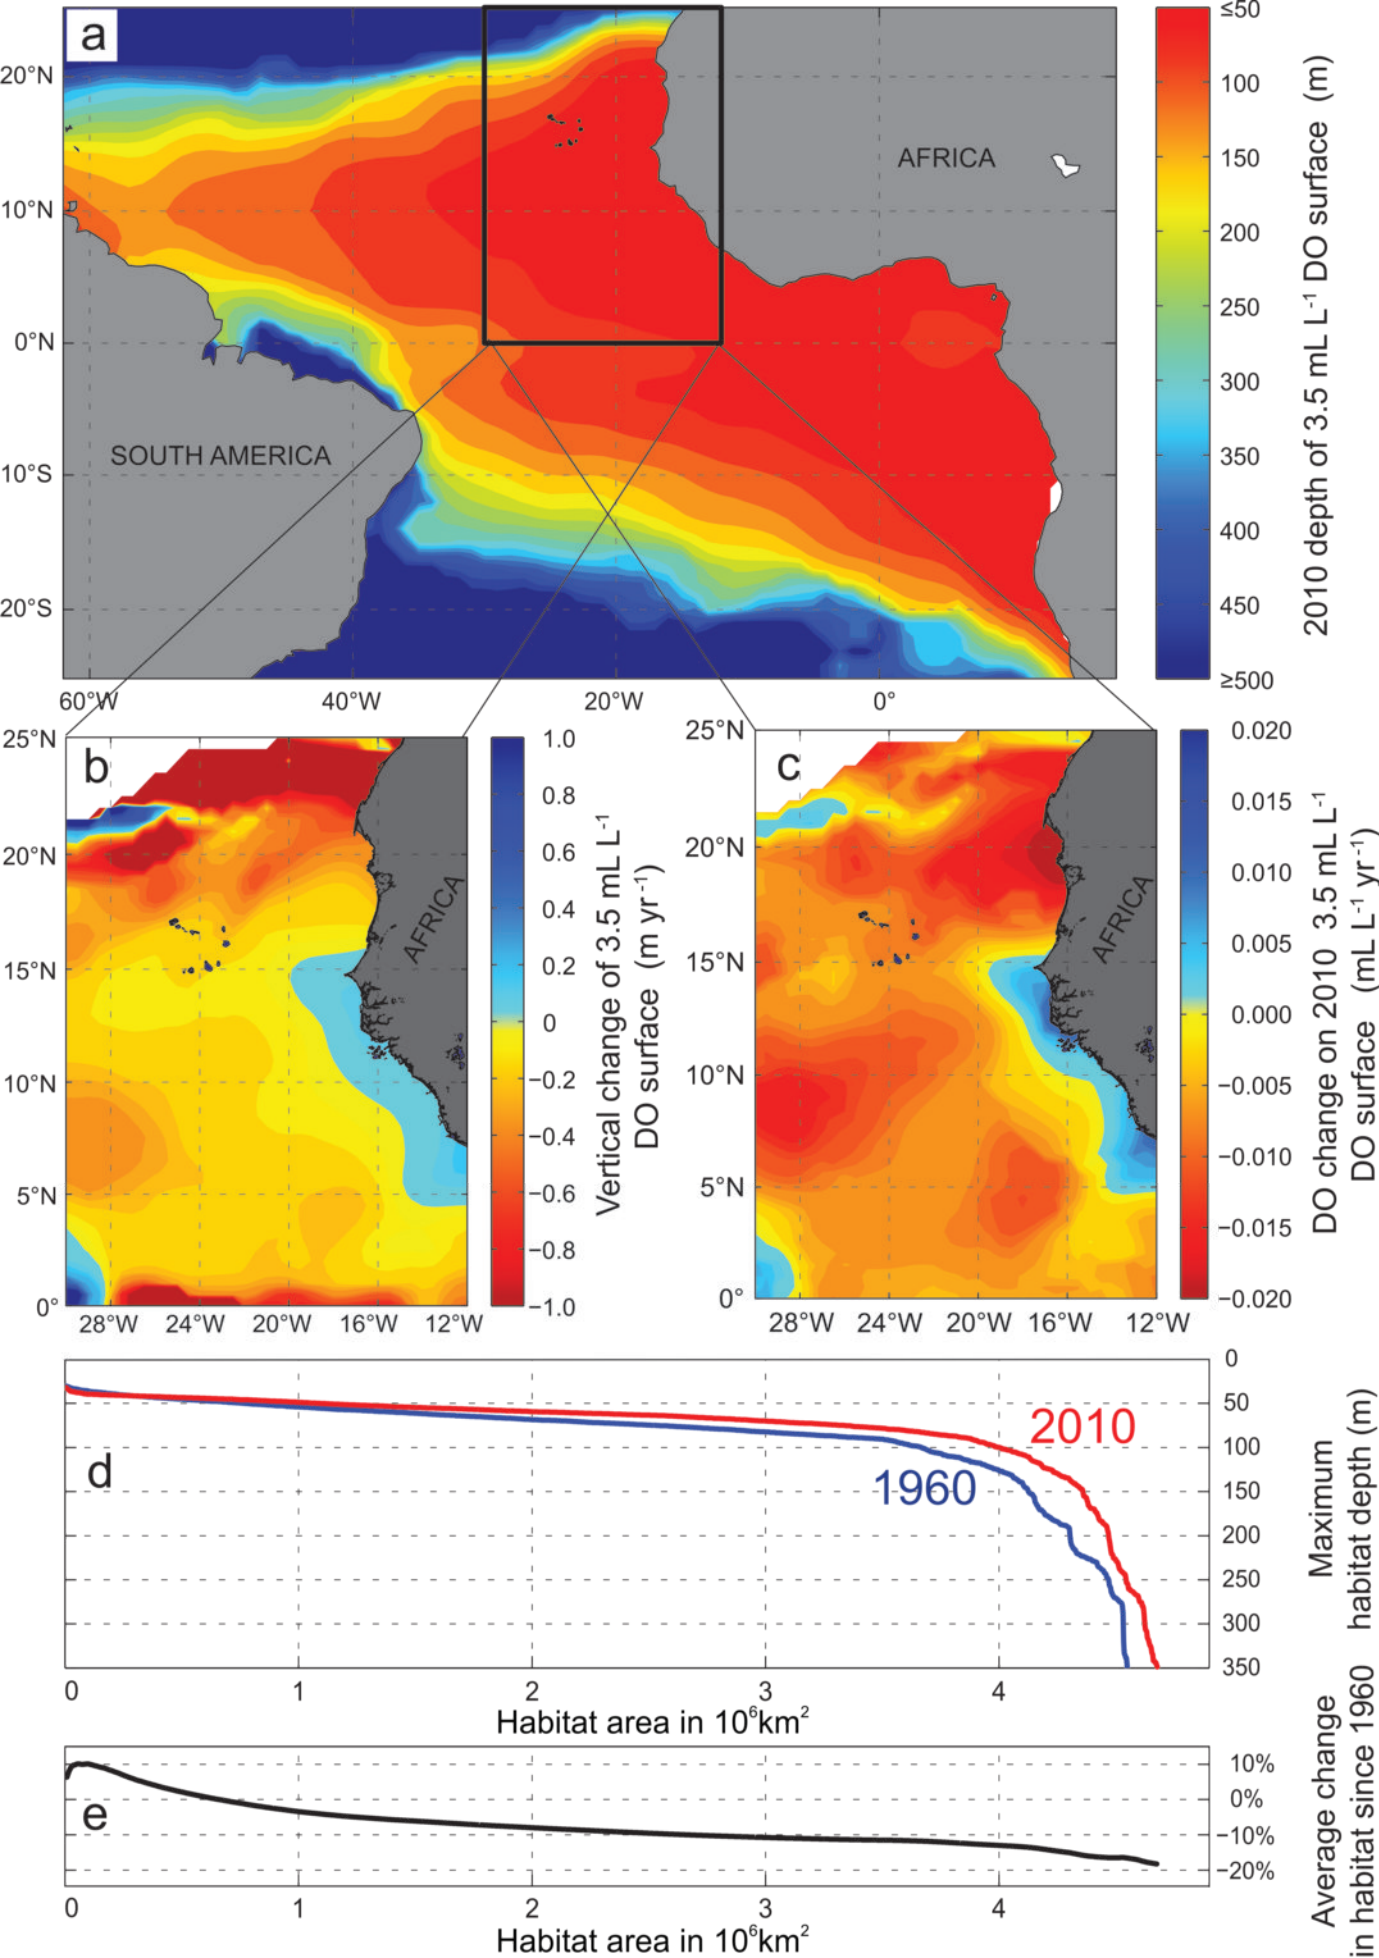 a
20°N
10°N
0°N
10°S
20°S
60°W
40°W
20°W
0°
AFRICA
SOUTH AMERICA
≤50
100
150
200
250
300
350
400
450
≥500
2010 depth of 3.5 mL L-1 DO surface (m)
b
25°N
20°N
15°N
10°N
5°N
0°
28°W
24°W
20°W
16°W
12°W
AFRICA
1.0
0.8
0.6
0.4
0.2
0
−0.2
−0.4
−0.6
−0.8
−1.0
Vertical change of 3.5 mL L-1
DO surface (m yr-1)
c
25°N
20°N
15°N
10°N
5°N
0°
28°W
24°W
20°W
16°W
12°W
AFRICA
0.020
0.015
0.010
0.005
0.000
−0.005
−0.010
−0.015
−0.020
DO change on 2010 3.5 mL L-1
DO surface (mL L-1 yr-1)
d
2010
1960
0
50
100
150
200
250
300
350
Maximum
habitat depth (m)
0
1
2
3
4
Habitat area in 10⁶km²
e
10%
0%
−10%
−20%
Average change
in habitat since 1960
0
1
2
3
4
Habitat area in 10⁶km²